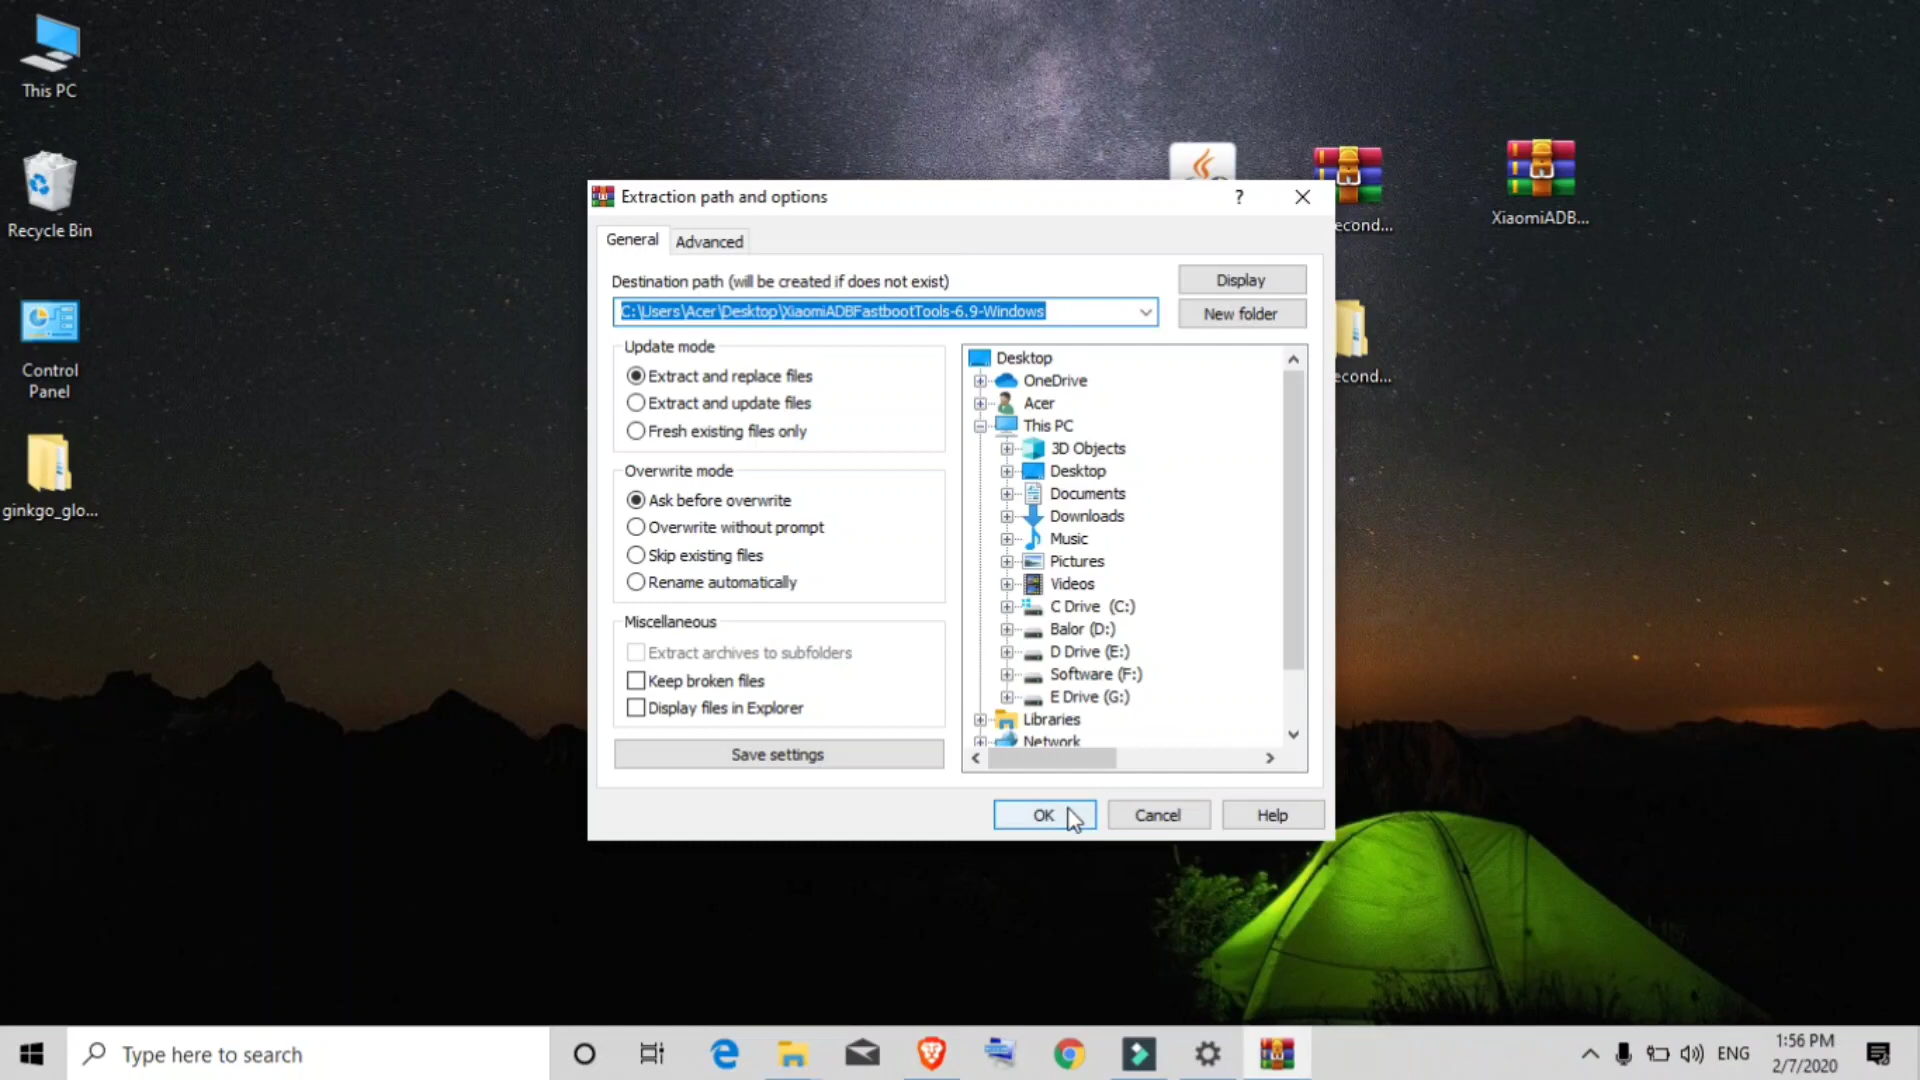 This PC
Recycle Bin
Control
Panel
ginkgo_glo...
Extraction path and options
?
General
Advanced
Destination path (will be created if does not exist)
C:\Users\Acer\Desktop\XiaomiADBFastbootTools-6.9-Windows
Display
New folder
Update mode
Extract and replace files
Extract and update files
Fresh existing files only
Overwrite mode
Ask before overwrite
Overwrite without prompt
Skip existing files
Rename automatically
Miscellaneous
Extract archives to subfolders
Keep broken files
Display files in Explorer
Save settings
Desktop
OneDrive
Acer
This PC
3D Objects
Desktop
Documents
Downloads
Music
Pictures
Videos
C Drive (C:)
Balor (D:)
D Drive (E:)
Software (F:)
E Drive (G:)
Libraries
Network
OK
Cancel
Help
econd...
XiaomiADB...
econd...
Type here to search
ENG
1:56 PM
2/7/2020